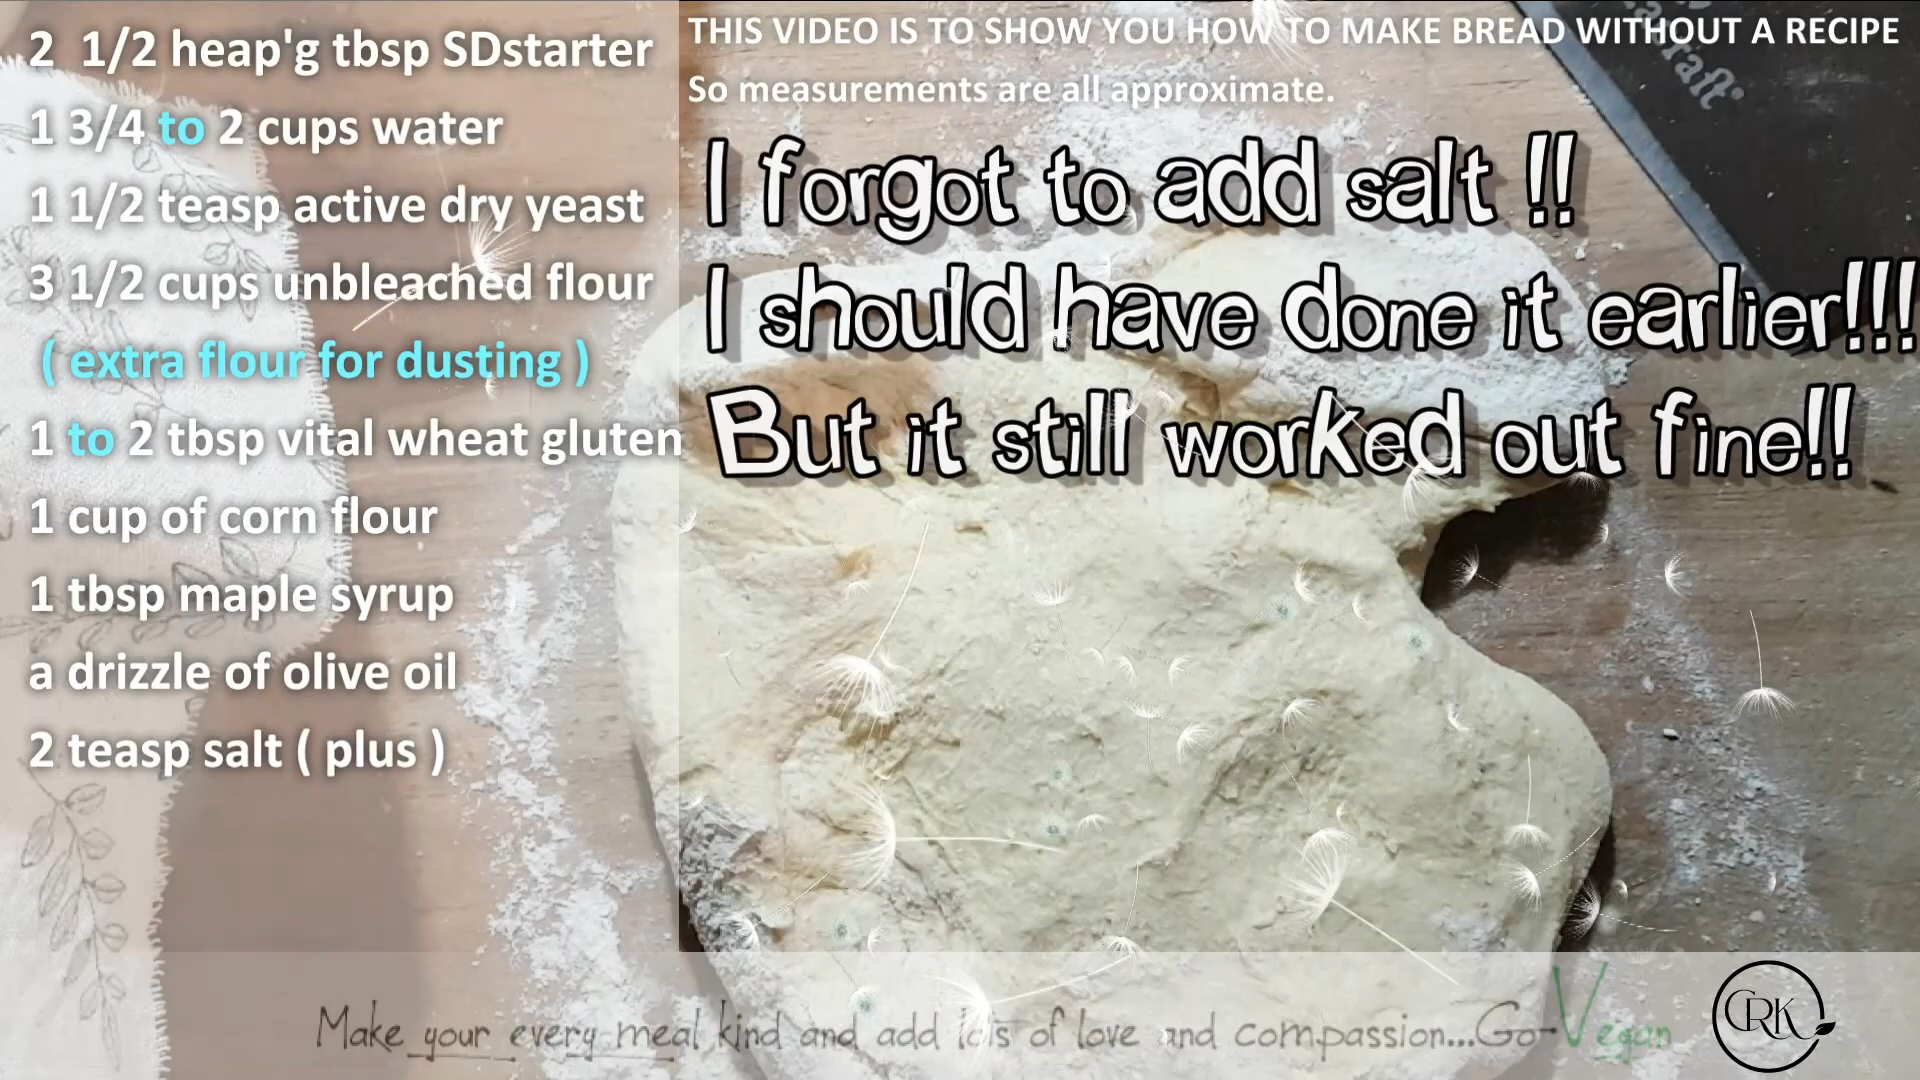 2 1/2 heap'g tbsp SDstarter
1 3/4 to 2 cups water
1 1/2 teasp active dry yeast
3 1/2 cups unbleached flour
( extra flour for dusting )
1 to 2 tbsp vital wheat gluten
1 cup of corn flour
1 tbsp maple syrup
a drizzle of olive oil
2 teasp salt ( plus )
THIS VIDEO IS TO SHOW YOU HOW TO MAKE BREAD WITHOUT A RECIPE
So measurements are all approximate.
I forgot to add salt !!
I should have done it earlier!!!
But it still worked out fine!!
Make your every meal kind and add lots of love and compassion...Go Vegan
CRK